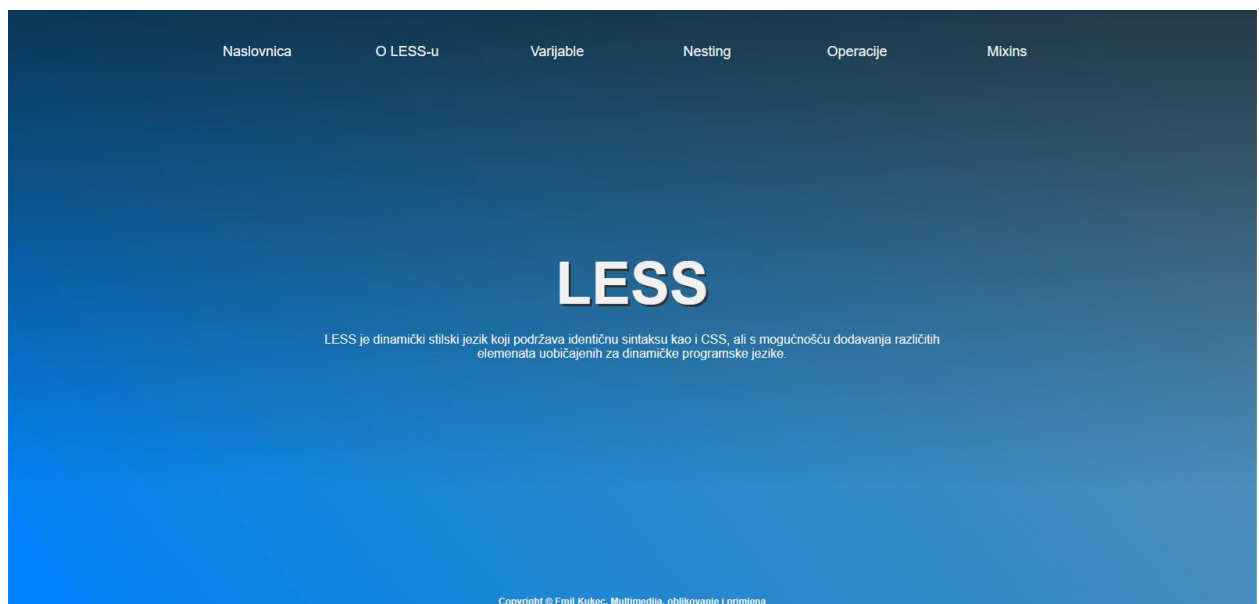 Naslovnica O LESS-u Varijable Nesting Operacije Mixins
LESS
LESS je dinamički stilski jezik koji podržava identičnu sintaksu kao i CSS, ali s mogućnošću dodavanja različitih
elemenata uobičajenih za dinamičke programske jezike.
Copyright © Emil Kukec, Multimedija, oblikovanje i primjena